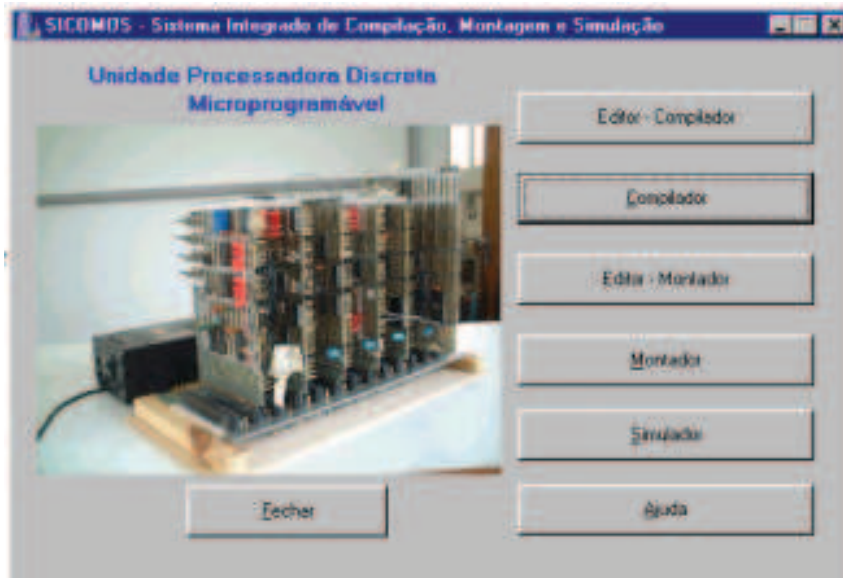 SICOMOS - Sistema Integrado de Compilação, Montagem e Simulação
Unidade Processadora Discreta
Microprogramável
Editor - Compilador
Compilador
Editor - Montador
Montador
Simulador
Fechar
Ajuda